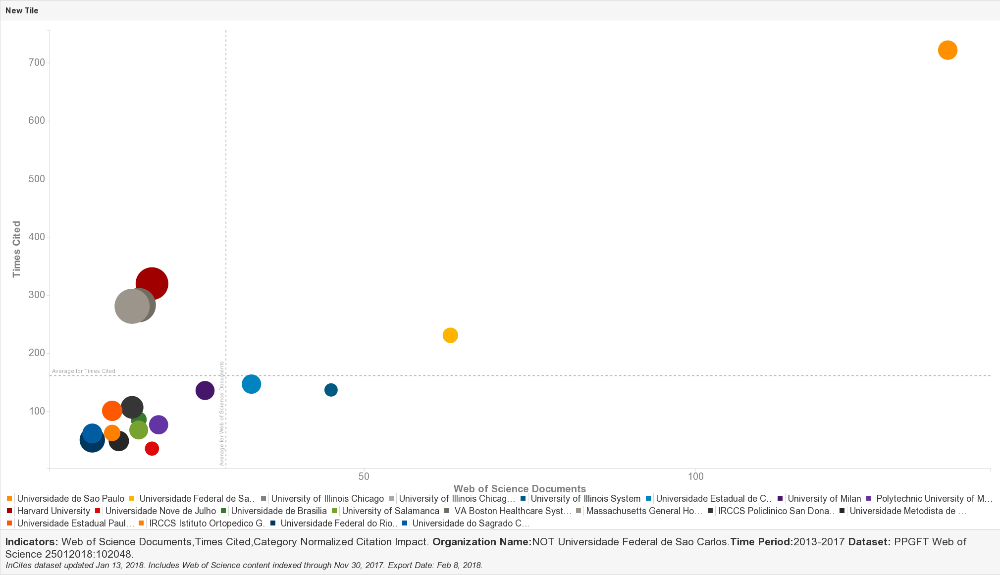 New Tile
700
600
500
400
300
200
100
Times Cited
Average for Times Cited
Average for Web of Science Documents
50
100
Web of Science Documents
Universidade de Sao Paulo Universidade Federal de Sa.. University of Illinois Chicago University of Illinois Chicag... University of Illinois System Universidade Estadual de C.. University of Milan Polytechnic University of M...
Harvard University Universidade Nove de Julho Universidade de Brasilia University of Salamanca VA Boston Healthcare Syst... Massachusetts General Ho... IRCCS Policlinico San Dona.. Universidade Metodista de ...
Universidade Estadual Paul... IRCCS Istituto Ortopedico G. Universidade Federal do Rio.. Universidade do Sagrado C...
Indicators: Web of Science Documents,Times Cited,Category Normalized Citation Impact. Organization Name:NOT Universidade Federal de Sao Carlos.Time Period:2013-2017 Dataset: PPGFT Web of
Science 25012018:102048.
InCites dataset updated Jan 13, 2018. Includes Web of Science content indexed through Nov 30, 2017. Export Date: Feb 8, 2018.